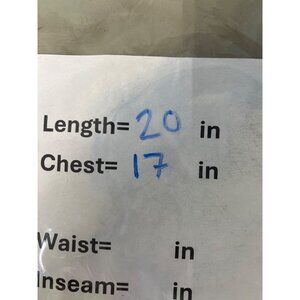 Length= 20 in
Chest= 17 in
Waist= in
Inseam= in